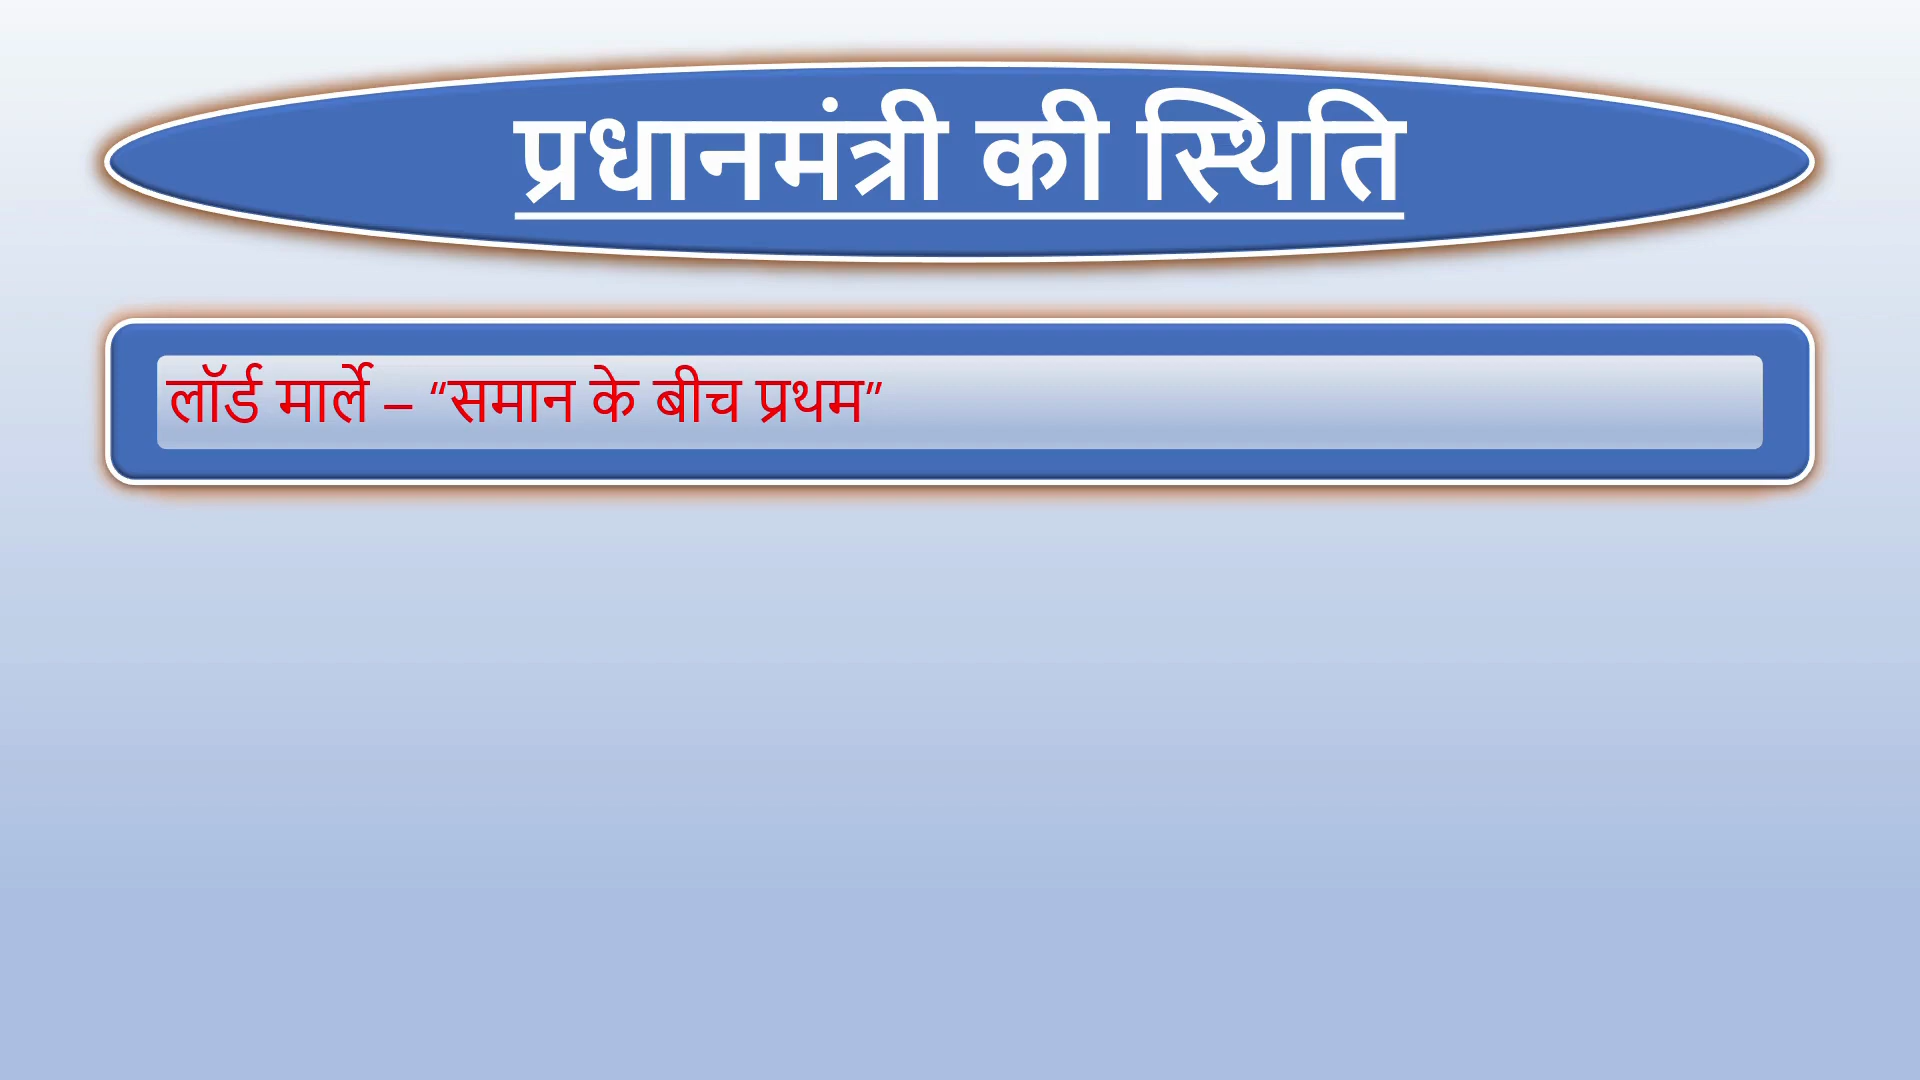 प्रधानमंत्री की स्थिति
लॉर्ड मार्ले – “समान के बीच प्रथम”